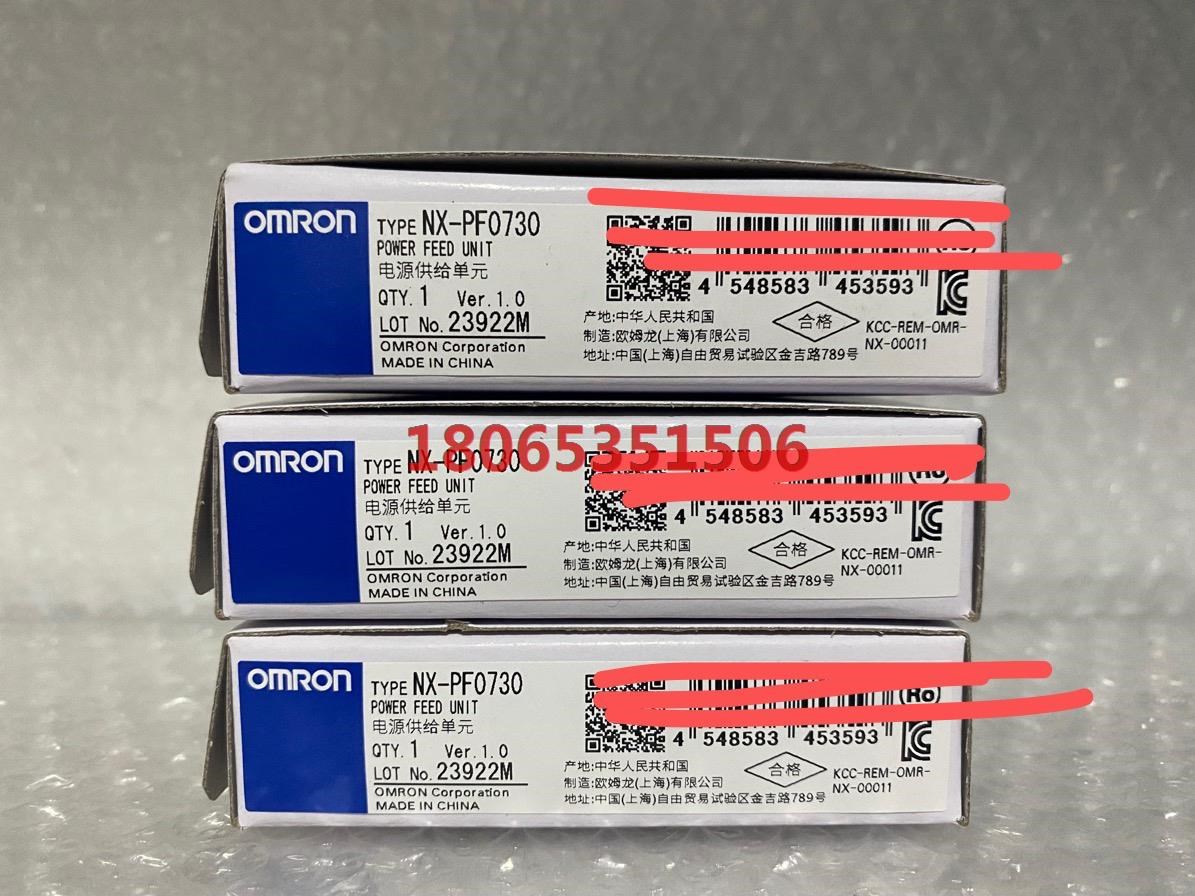 OMRON
TYPE NX-PF0730
POWER FEED UNIT
电源供给单元
QTY. 1 Ver. 1.0
LOT No. 23922M
OMRON Corporation
MADE IN CHINA
4 548583 453593
产地:中华人民共和国
制造:欧姆龙(上海)有限公司
地址:中国(上海)自由贸易试验区金吉路789号
合格
KCC-REM-OMR-
NX-00011
18065351506
OMRON
TYPE NX-PF0730
POWER FEED UNIT
电源供给单元
QTY. 1 Ver. 1.0
LOT No. 23922M
OMRON Corporation
MADE IN CHINA
4 548583 453593
产地:中华人民共和国
制造:欧姆龙(上海)有限公司
地址:中国(上海)自由贸易试验区金吉路789号
合格
KCC-REM-OMR-
NX-00011
OMRON
TYPE NX-PF0730
POWER FEED UNIT
电源供给单元
QTY. 1 Ver. 1.0
LOT No. 23922M
OMRON Corporation
MADE IN CHINA
4 548583 453593
产地:中华人民共和国
制造:欧姆龙(上海)有限公司
地址:中国(上海)自由贸易试验区金吉路789号
合格
KCC-REM-OMR-
NX-00011